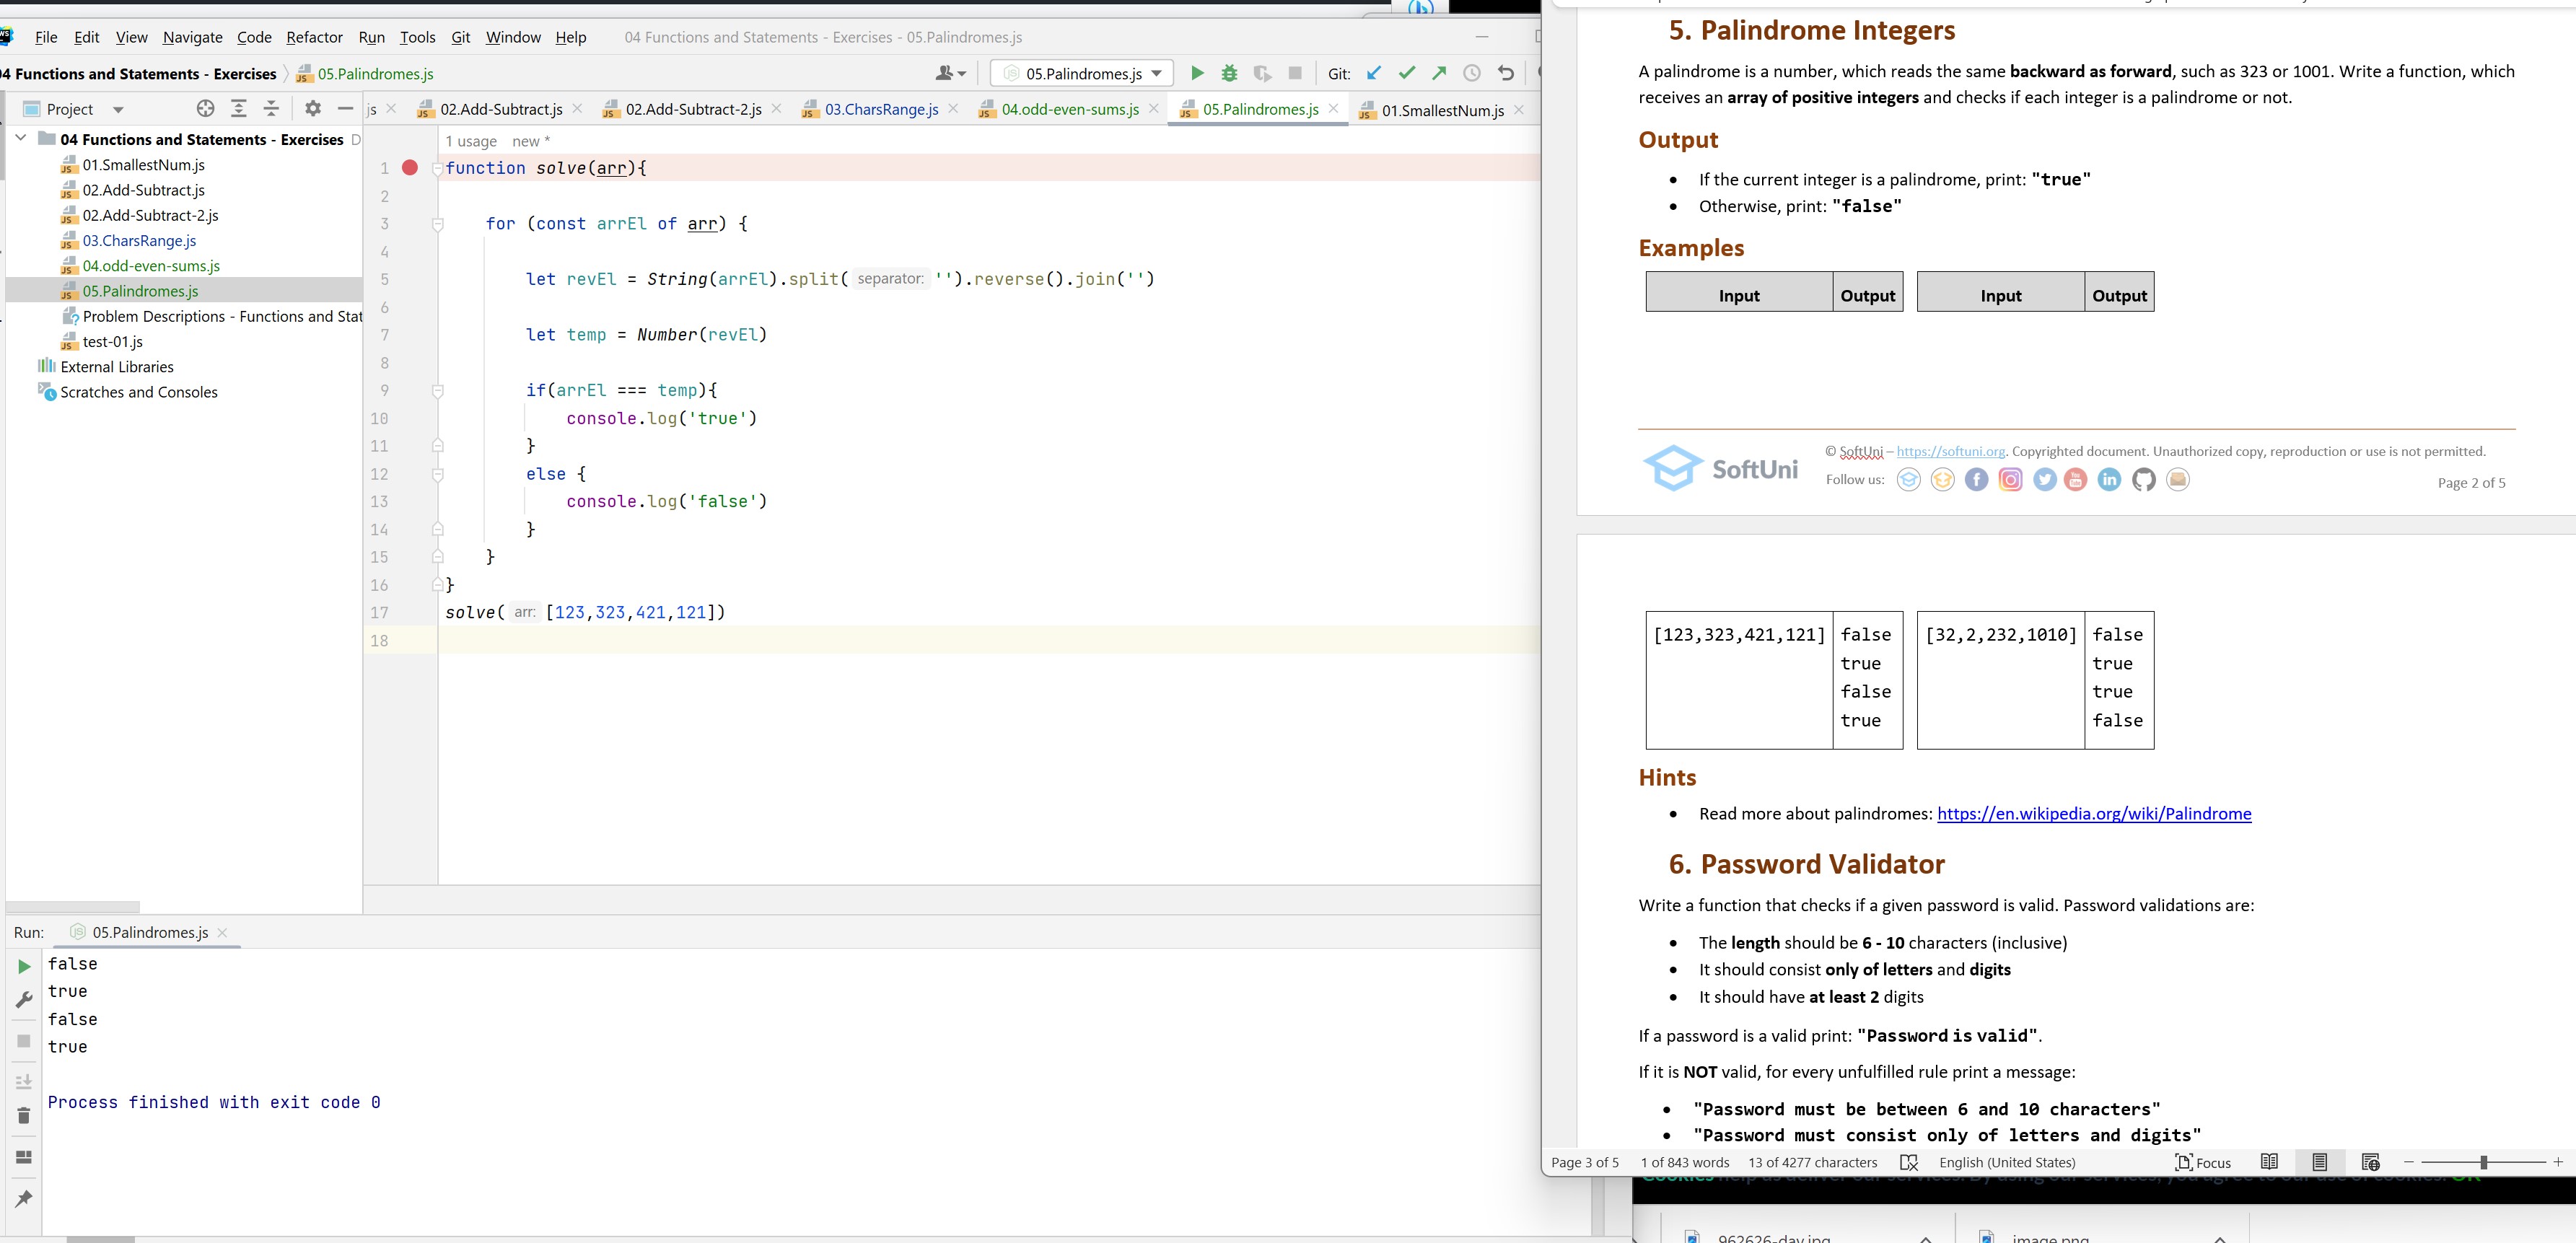 File Edit View Navigate Code Refactor Run Tools Git Window Help 04 Functions and Statements - Exercises - 05.Palindromes.js
4 Functions and Statements - Exercises 05.Palindromes.js
05.Palindromes.js Git:
Project
js 02.Add-Subtract.js 02.Add-Subtract-2.js 03.CharsRange.js 04.odd-even-sums.js 05.Palindromes.js 01.SmallestNum.js
04 Functions and Statements - Exercises D
01.SmallestNum.js
02.Add-Subtract.js
02.Add-Subtract-2.js
03.CharsRange.js
04.odd-even-sums.js
05.Palindromes.js
Problem Descriptions - Functions and Stat
test-01.js
External Libraries
Scratches and Consoles
1 usage new *
1 function solve(arr){
2
3 for (const arrEl of arr) {
4
5 let revEl = String(arrEl).split( separator: '').reverse().join('')
6
7 let temp = Number(revEl)
8
9 if(arrEl === temp){
10 console.log('true')
11 }
12 else {
13 console.log('false')
14 }
15 }
16 }
17 solve( arr: [123,323,421,121])
18
Run: 05.Palindromes.js
false
true
false
true
Process finished with exit code 0
5. Palindrome Integers
A palindrome is a number, which reads the same backward as forward, such as 323 or 1001. Write a function, which
receives an array of positive integers and checks if each integer is a palindrome or not.
Output
• If the current integer is a palindrome, print: "true"
• Otherwise, print: "false"
Examples
Input Output Input Output
SoftUni
© SoftUni – https://softuni.org. Copyrighted document. Unauthorized copy, reproduction or use is not permitted.
Follow us:
Page 2 of 5
[123,323,421,121] false [32,2,232,1010] false
true true
false true
true false
Hints
• Read more about palindromes: https://en.wikipedia.org/wiki/Palindrome
6. Password Validator
Write a function that checks if a given password is valid. Password validations are:
• The length should be 6 - 10 characters (inclusive)
• It should consist only of letters and digits
• It should have at least 2 digits
If a password is a valid print: "Password is valid".
If it is NOT valid, for every unfulfilled rule print a message:
• "Password must be between 6 and 10 characters"
• "Password must consist only of letters and digits"
Page 3 of 5 1 of 843 words 13 of 4277 characters English (United States) Focus
962626-day.jpg image.png